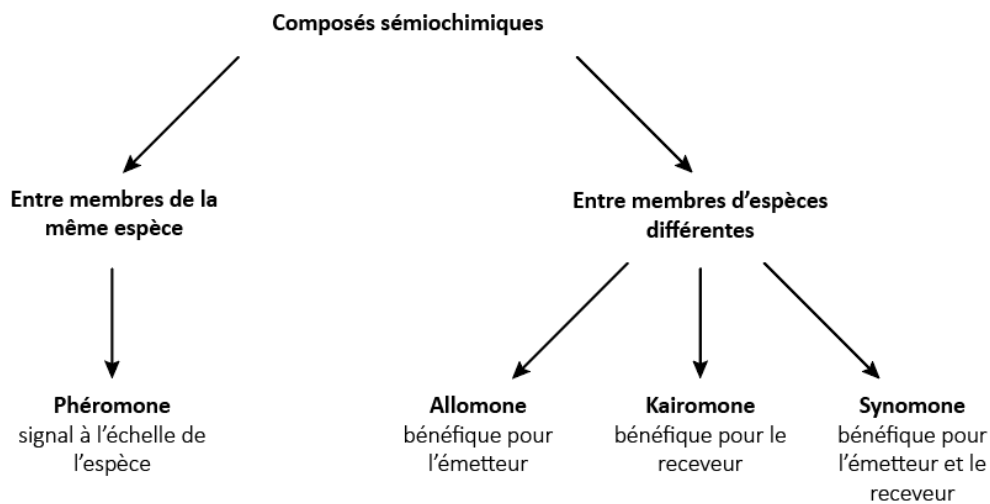 Composés sémiochimiques
Entre membres de la
même espèce
Entre membres d’espèces
différentes
Phéromone
signal à l’échelle de
l’espèce
Allomone
bénéfique pour
l’émetteur
Kairomone
bénéfique pour le
receveur
Synomone
bénéfique pour
l’émetteur et le
receveur